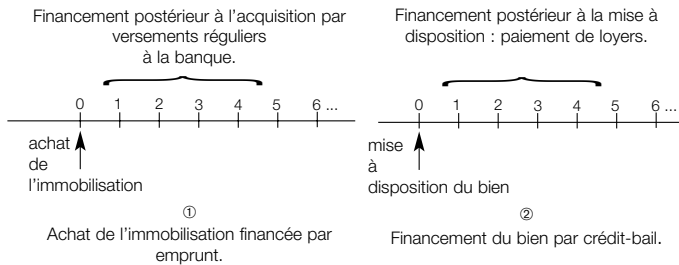 Financement postérieur à l'acquisition par
versements réguliers
à la banque.
0 1 2 3 4 5 6 ...
achat
de
l'immobilisation
①
Achat de l'immobilisation financée par
emprunt.
Financement postérieur à la mise à
disposition : paiement de loyers.
0 1 2 3 4 5 6...
mise
à
disposition du bien
②
Financement du bien par crédit-bail.